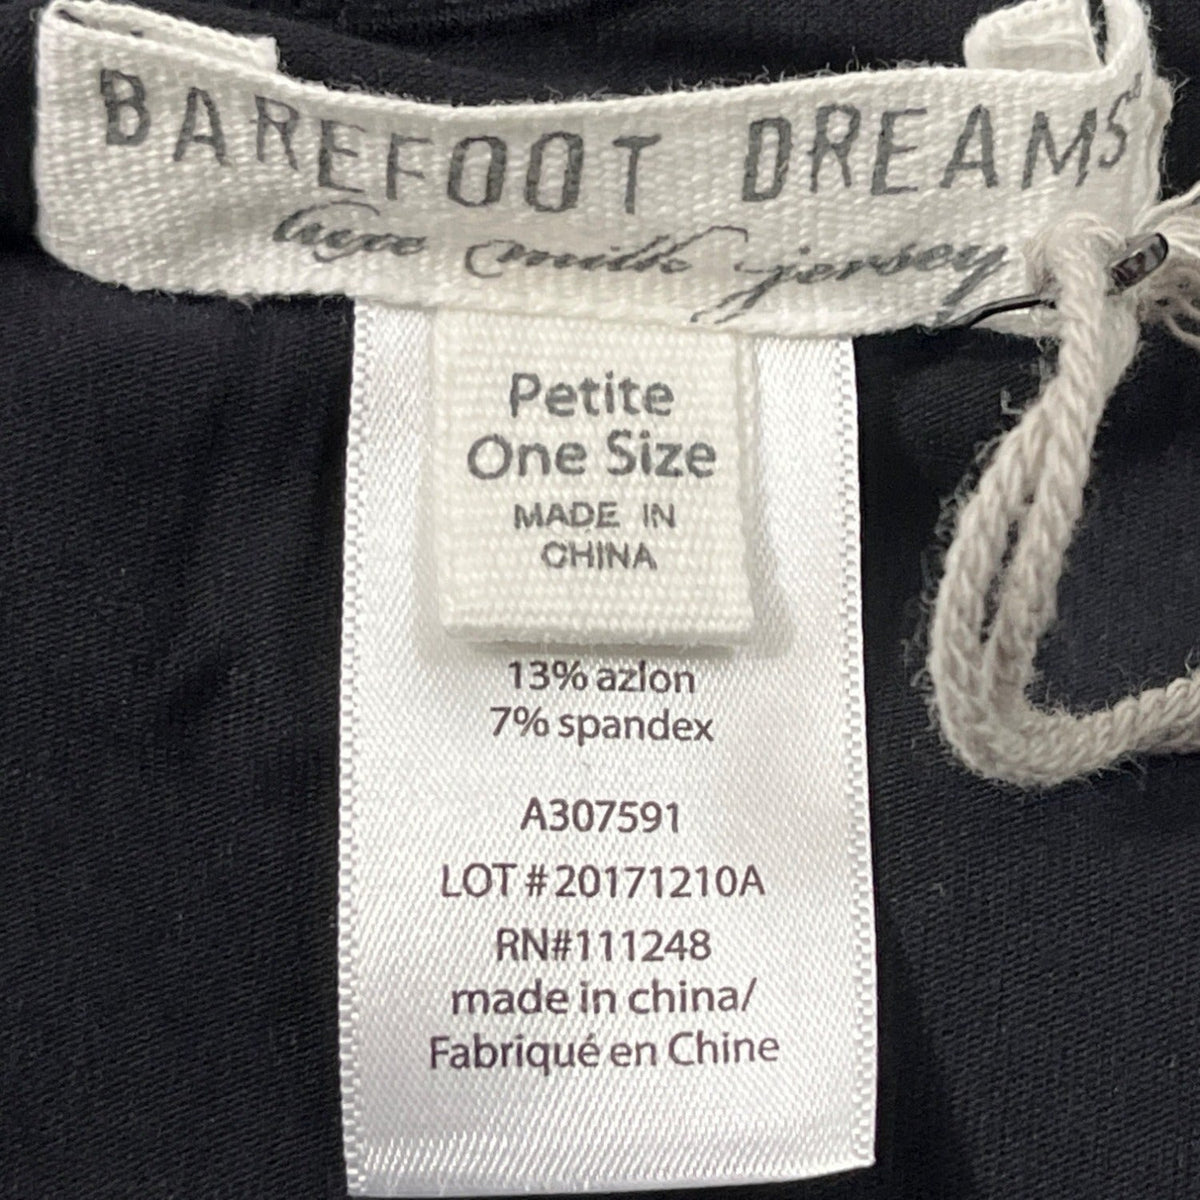 BAREFOOT DREAMS®
luxe milk jersey
Petite
One Size
MADE IN
CHINA
13% azlon
7% spandex
A307591
LOT # 20171210A
RN#111248
made in china/
Fabriqué en Chine